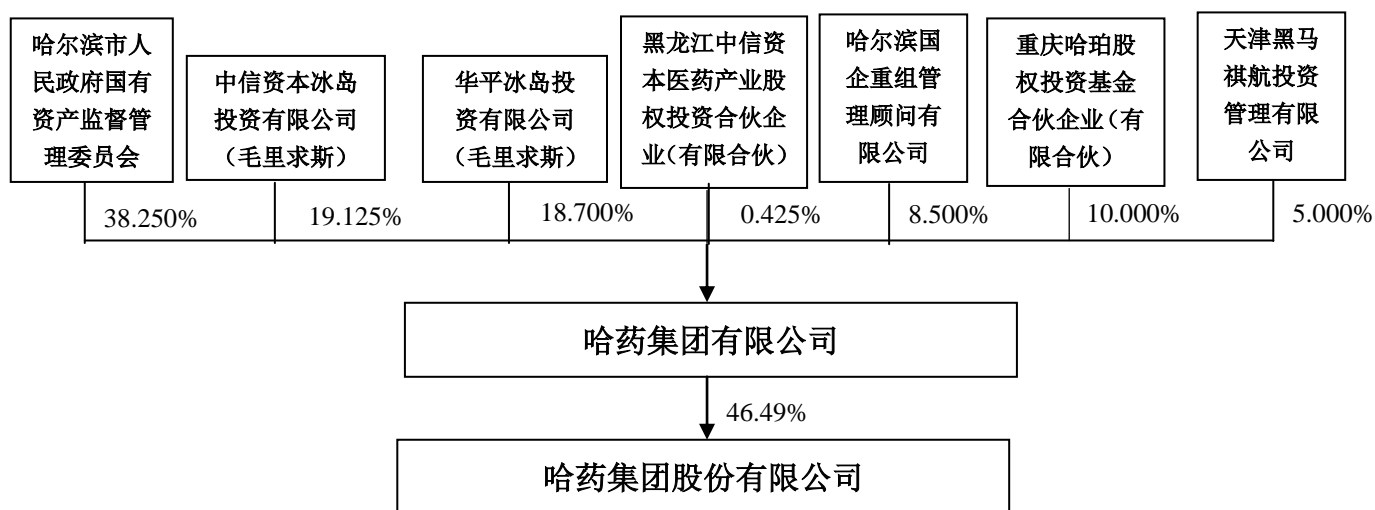 哈尔滨市人
民政府国有
资产监督管
理委员会
中信资本冰岛
投资有限公司
（毛里求斯）
华平冰岛投
资有限公司
（毛里求斯）
黑龙江中信资
本医药产业股
权投资合伙企
业（有限合伙）
哈尔滨国
企重组管
理顾问有
限公司
重庆哈珀股
权投资基金
合伙企业（有
限合伙）
天津黑马
祺航投资
管理有限
公司
38.250%
19.125%
18.700%
0.425%
8.500%
10.000%
5.000%
哈药集团有限公司
46.49%
哈药集团股份有限公司